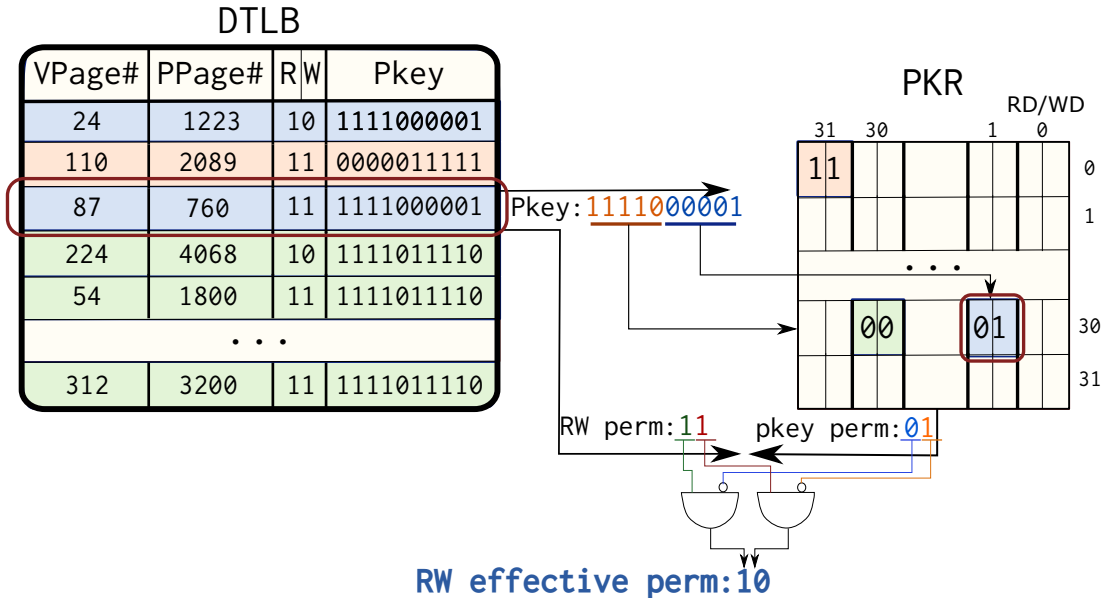 DTLB
VPage# PPage# R W Pkey
24 1223 10 1111000001
110 2089 11 0000011111
87 760 11 1111000001
224 4068 10 1111011110
54 1800 11 1111011110
...
312 3200 11 1111011110
Pkey:1111000001
PKR
RD/WD
31 30 1 0
11 0
1
...
00 01 30
31
RW perm:11
pkey perm:01
RW effective perm:10